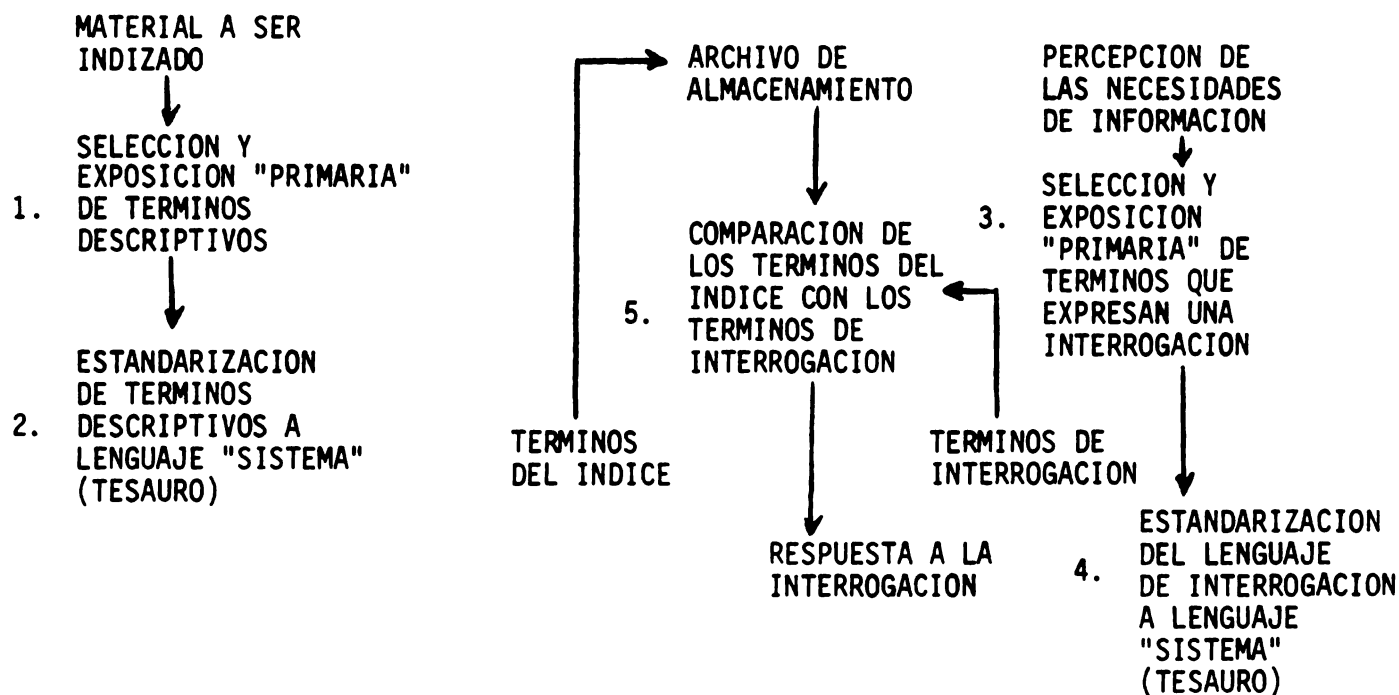 MATERIAL A SER
INDIZADO
SELECCION Y
EXPOSICION "PRIMARIA"
1. DE TERMINOS
DESCRIPTIVOS
ESTANDARIZACION
DE TERMINOS
2. DESCRIPTIVOS A
LENGUAJE "SISTEMA"
(TESAURO)
TERMINOS
DEL INDICE
ARCHIVO DE
ALMACENAMIENTO
COMPARACION DE
LOS TERMINOS DEL
INDICE CON LOS
5. TERMINOS DE
INTERROGACION
RESPUESTA A LA
INTERROGACION
TERMINOS DE
INTERROGACION
PERCEPCION DE
LAS NECESIDADES
DE INFORMACION
SELECCION Y
3. EXPOSICION
"PRIMARIA" DE
TERMINOS QUE
EXPRESAN UNA
INTERROGACION
ESTANDARIZACION
DEL LENGUAJE
4. DE INTERROGACION
A LENGUAJE
"SISTEMA"
(TESAURO)